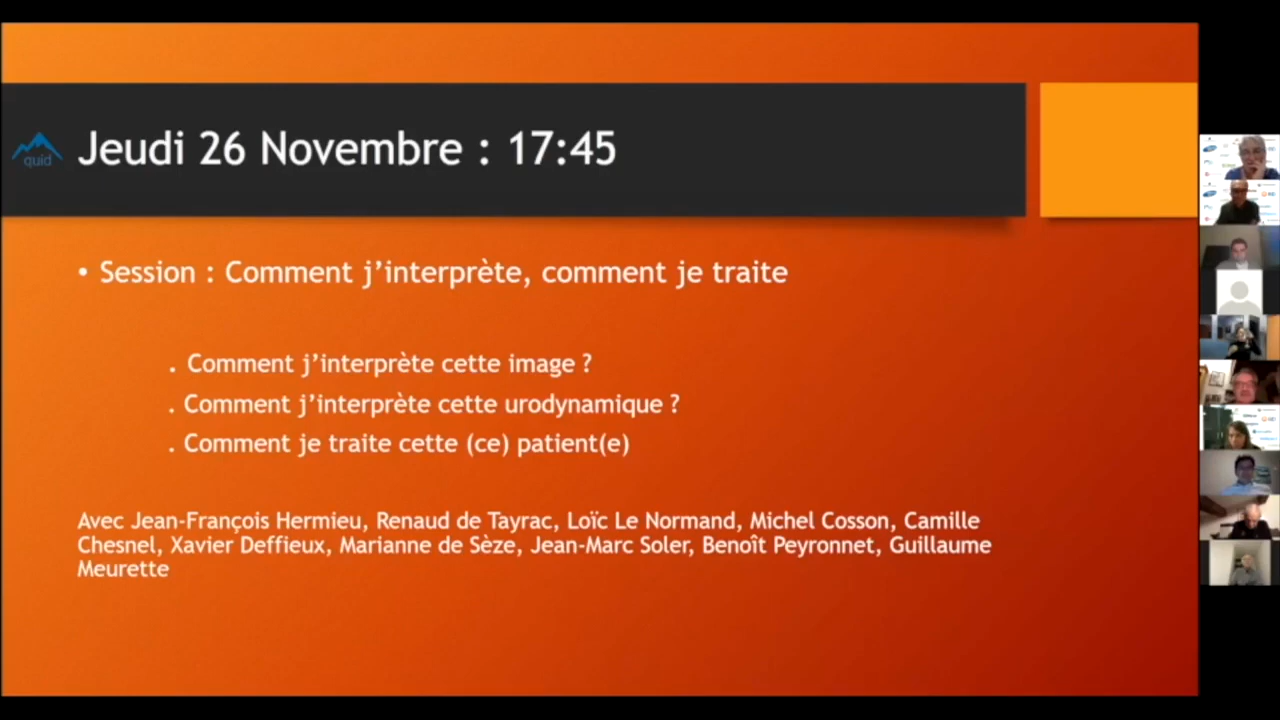 quid
Jeudi 26 Novembre : 17:45
• Session : Comment j’interprète, comment je traite
. Comment j’interprète cette image ?
. Comment j’interprète cette urodynamique ?
. Comment je traite cette (ce) patient(e)
Avec Jean-François Hermieu, Renaud de Tayrac, Loïc Le Normand, Michel Cosson, Camille
Chesnel, Xavier Deffieux, Marianne de Sèze, Jean-Marc Soler, Benoît Peyronnet, Guillaume
Meurette